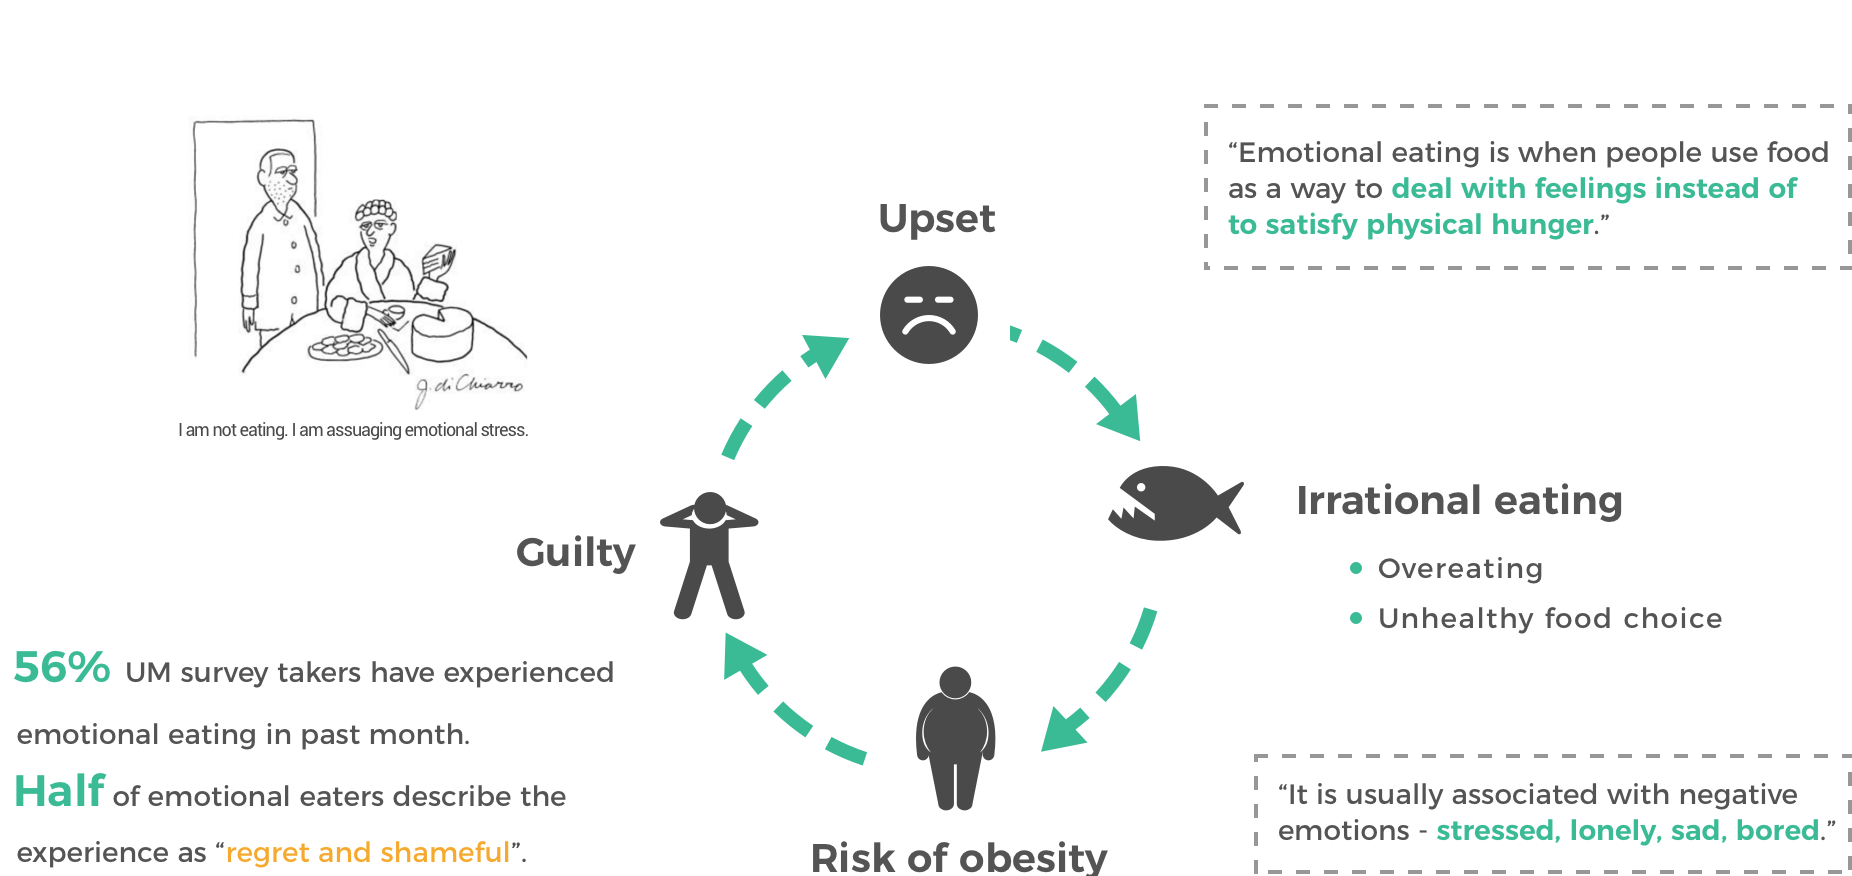 “Emotional eating is when people use food
as a way to deal with feelings instead of
to satisfy physical hunger.”
Upset
J. di Chiarro
I am not eating. I am assuaging emotional stress.
Irrational eating
Overeating
Unhealthy food choice
Guilty
56% UM survey takers have experienced
emotional eating in past month.
Half of emotional eaters describe the
experience as “regret and shameful”.
“It is usually associated with negative
emotions - stressed, lonely, sad, bored.”
Risk of obesity